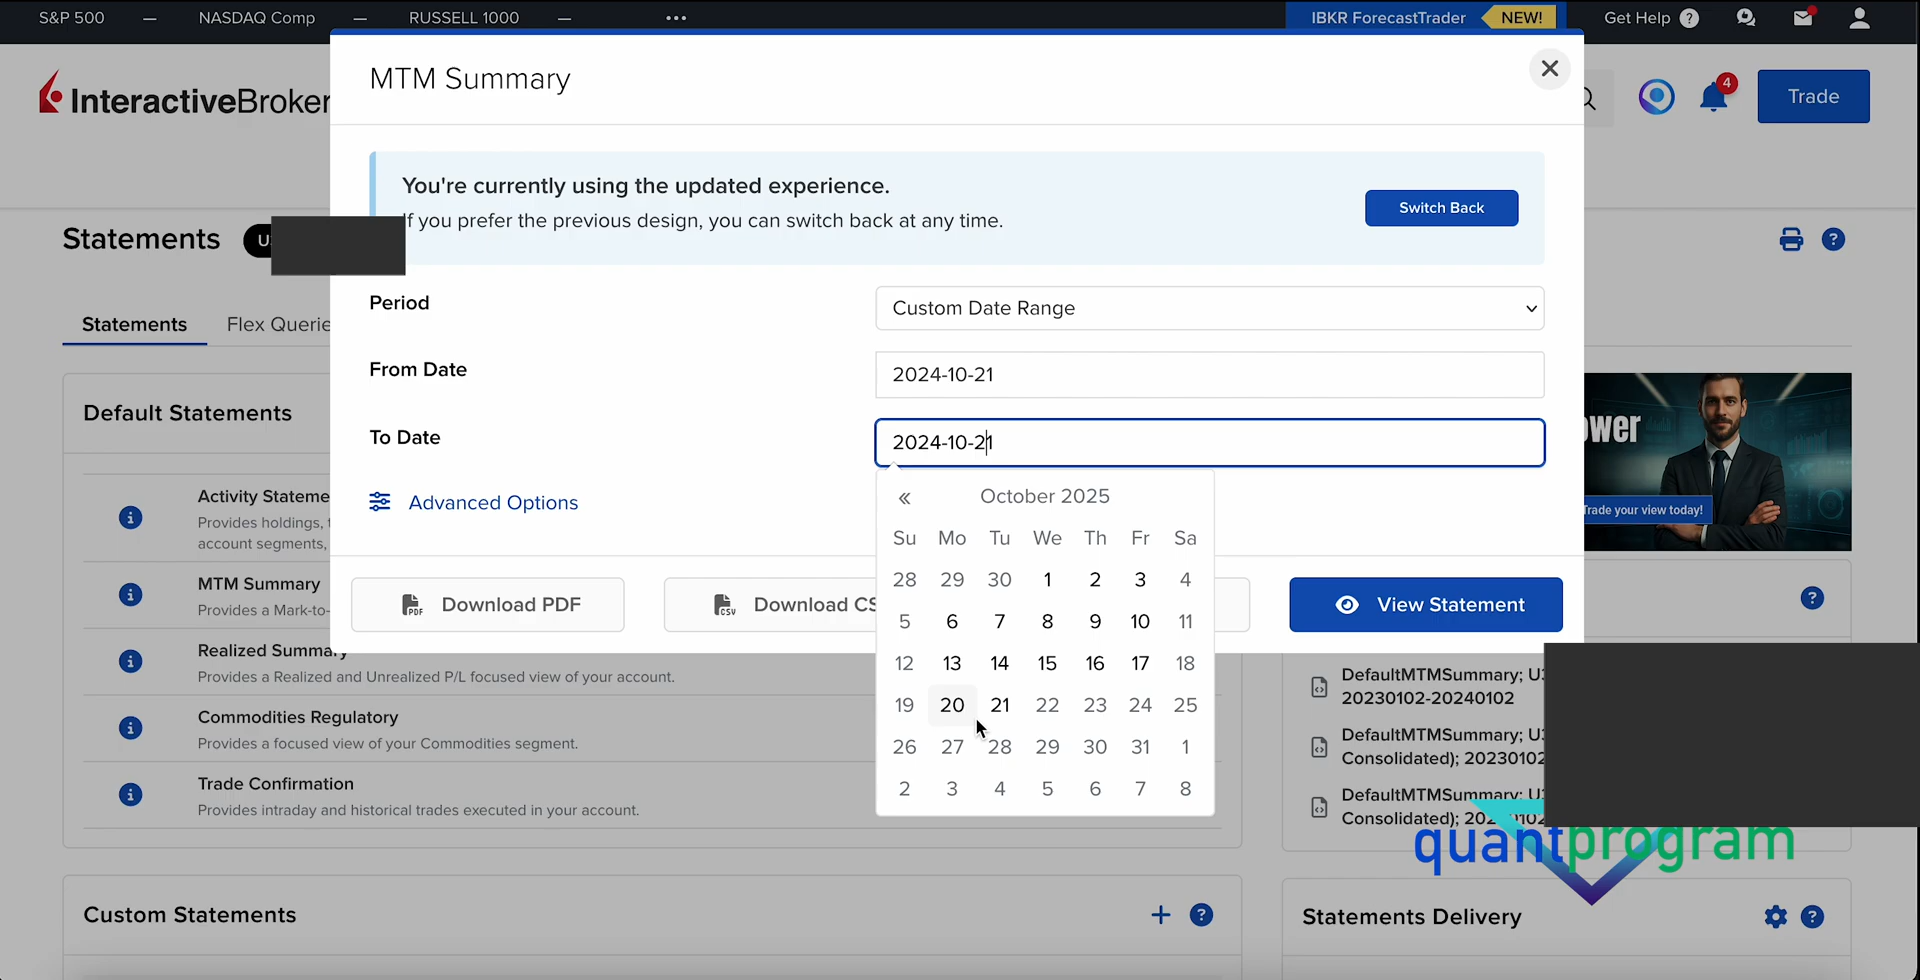 S&P 500 — NASDAQ Comp — RUSSELL 1000 — •••
IBKR ForecastTrader NEW! Get Help ?
InteractiveBroker
4
Trade
MTM Summary
You're currently using the updated experience.
If you prefer the previous design, you can switch back at any time.
Switch Back
Statements
Statements
Flex Querie
Period
Custom Date Range
From Date
2024-10-21
To Date
2024-10-21
Advanced Options
«
October 2025
Su Mo Tu We Th Fr Sa
28 29 30 1 2 3 4
5 6 7 8 9 10 11
12 13 14 15 16 17 18
19 20 21 22 23 24 25
26 27 28 29 30 31 1
2 3 4 5 6 7 8
PDF Download PDF
CSV Download CS
View Statement
Default Statements
Activity Stateme
Provides holdings,
account segments,
MTM Summary
Provides a Mark-to-
Realized Summary
Provides a Realized and Unrealized P/L focused view of your account.
Commodities Regulatory
Provides a focused view of your Commodities segment.
Trade Confirmation
Provides intraday and historical trades executed in your account.
Custom Statements
ower
Trade your view today!
DefaultMTMSummary; U
20230102-20240102
DefaultMTMSummary; U
Consolidated); 20230102
DefaultMTMSummary; U
Consolidated);
quantprogram
Statements Delivery